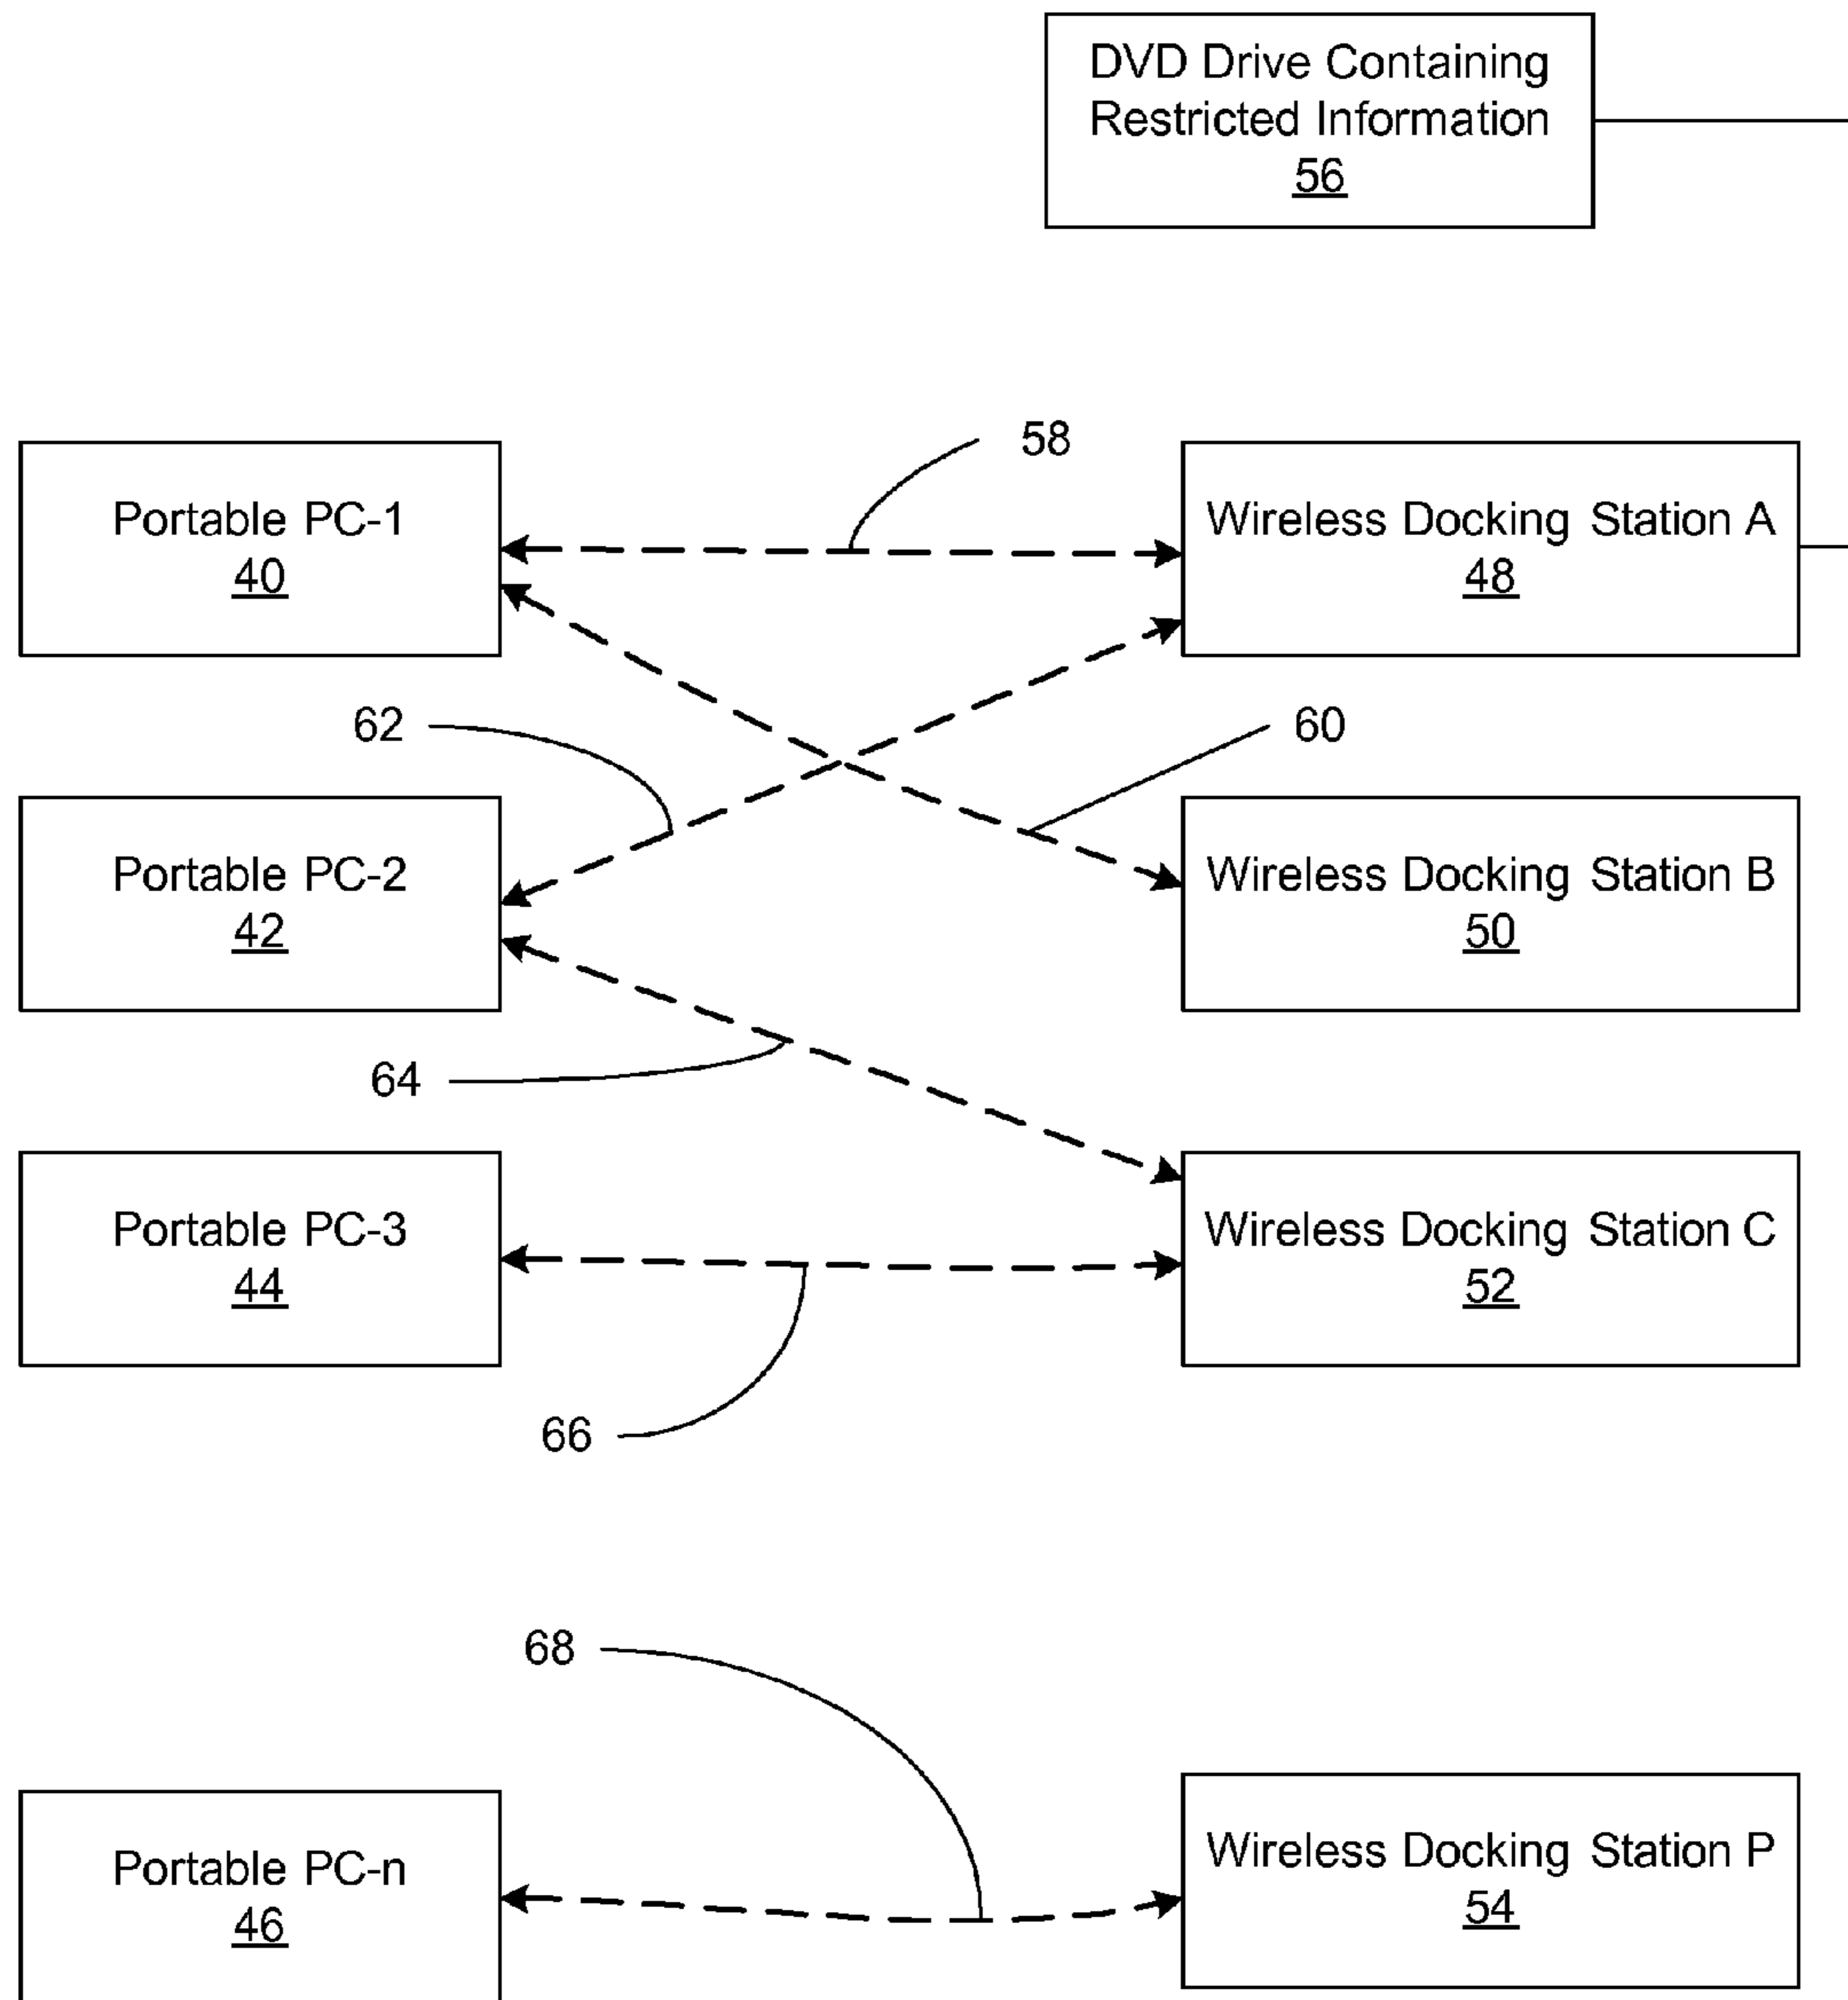 DVD Drive Containing
Restricted Information
56
58
Portable PC-1
40
Wireless Docking Station A
48
62
60
Portable PC-2
42
Wireless Docking Station B
50
64
Portable PC-3
44
Wireless Docking Station C
52
66
68
Portable PC-n
46
Wireless Docking Station P
54